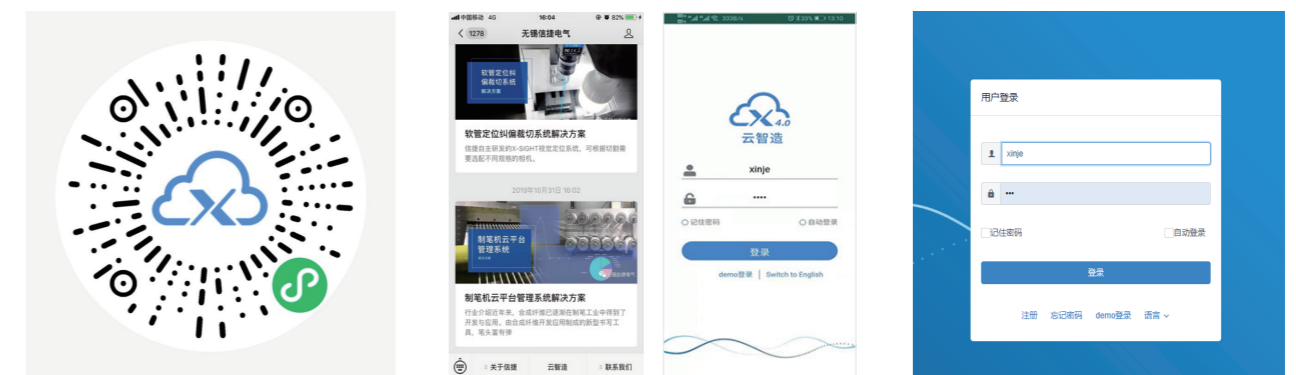 X
中国移动 4G 16:04 82%
1278 无锡信捷电气
软管定位纠
偏裁切系统
解决方案
软管定位纠偏裁切系统解决方案
信捷自主研发的X-SIGHT视觉定位系统，可根据切割需
要选配不同规格的相机。
2019年10月31日 16:02
制笔机云平台
管理系统
制笔机云平台管理系统解决方案
行业介绍近年来，合成纤维已逐渐在制笔工业中得到了
开发与应用。由合成纤维开发应用制成的新型书写工
具，笔头富有弹
关于信捷 云智造 联系我们
13:10
X 4.0
云智造
xinje
····
记住密码 自动登录
登录
demo登录 | Switch to English
用户登录
xinje
···
记住密码 自动登录
登录
注册 忘记密码 demo登录 语言